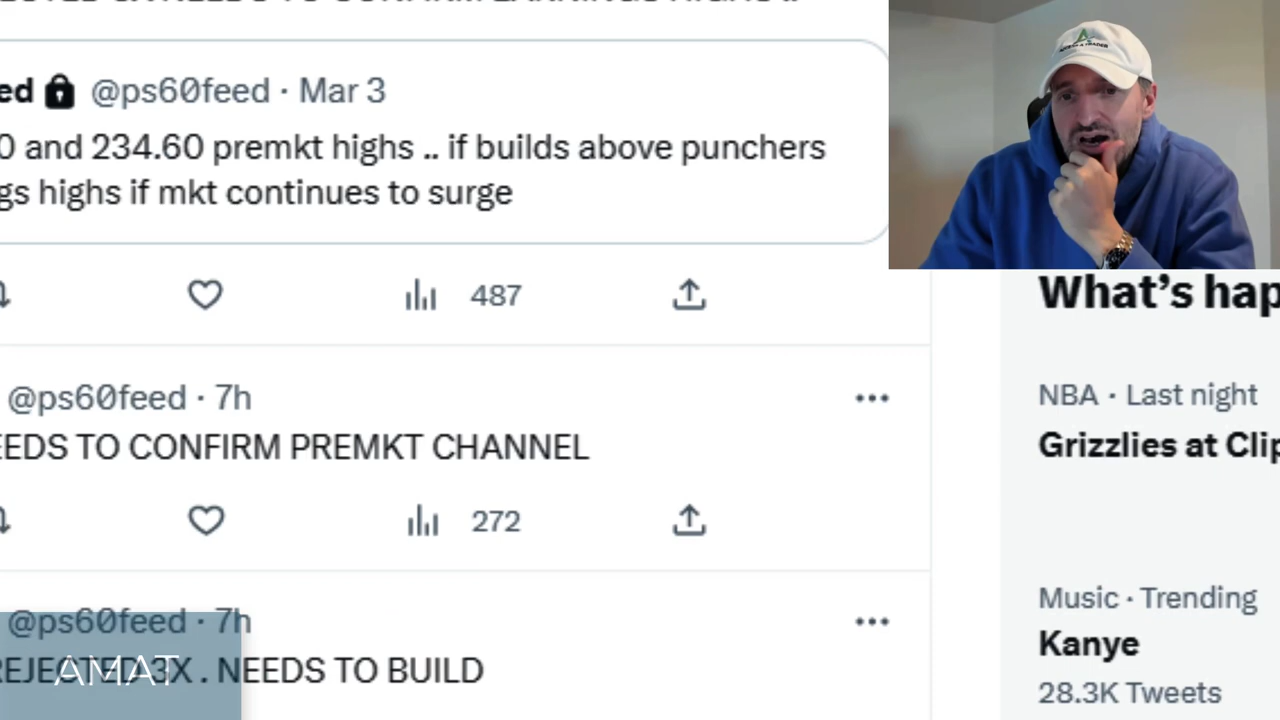 ed @ps60feed · Mar 3
0 and 234.60 premkt highs .. if builds above punchers
gs highs if mkt continues to surge
487
@ps60feed · 7h
EEDS TO CONFIRM PREMKT CHANNEL
272
@ps60feed · 7h
REJECTED 3X . NEEDS TO BUILD
AMAT
What's hap
NBA · Last night
Grizzlies at Clip
Music · Trending
Kanye
28.3K Tweets